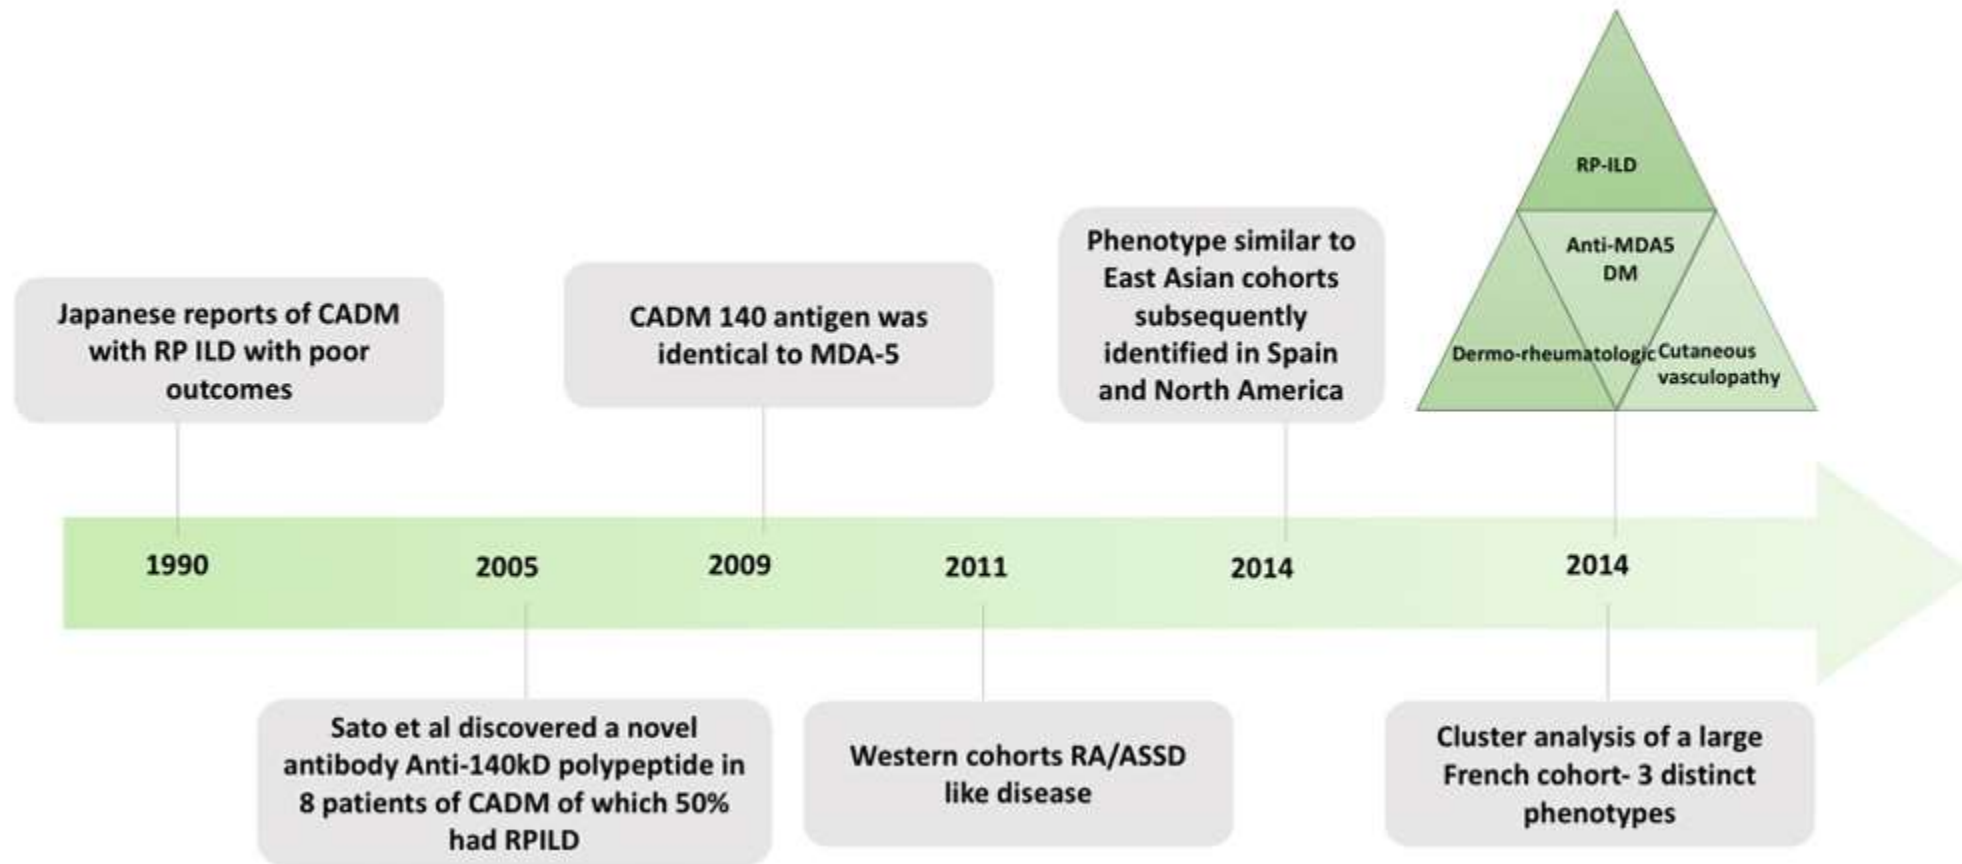 RP-ILD
Anti-MDA5
DM
Dermo-rheumatologic
Cutaneous
vasculopathy
Japanese reports of CADM
with RP ILD with poor
outcomes
CADM 140 antigen was
identical to MDA-5
Phenotype similar to
East Asian cohorts
subsequently
identified in Spain
and North America
1990
2005
2009
2011
2014
2014
Sato et al discovered a novel
antibody Anti-140kD polypeptide in
8 patients of CADM of which 50%
had RPILD
Western cohorts RA/ASSD
like disease
Cluster analysis of a large
French cohort- 3 distinct
phenotypes